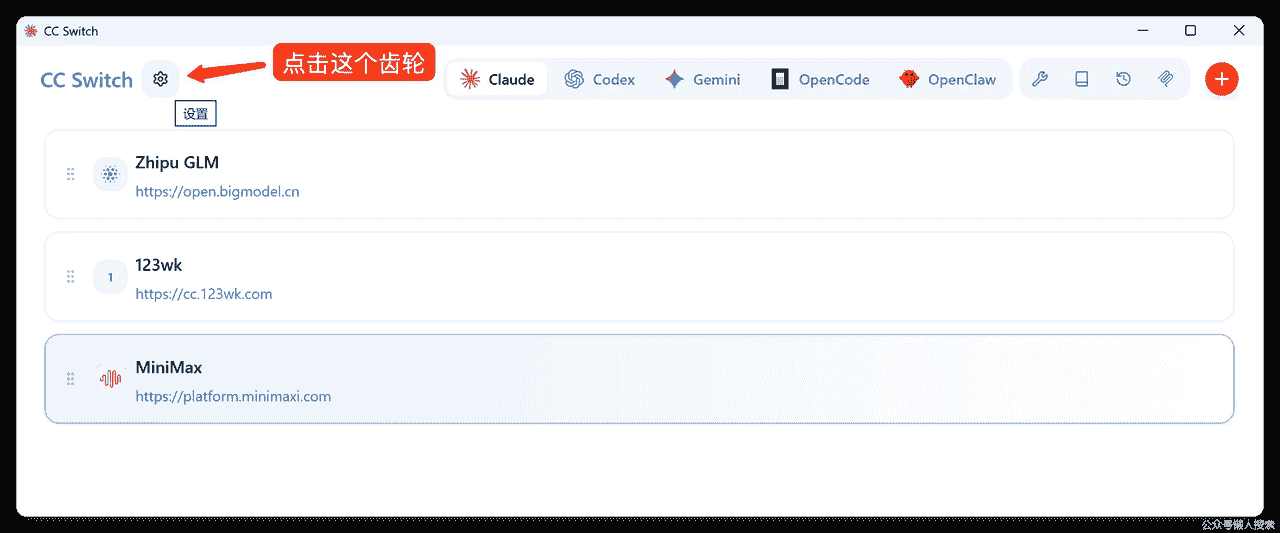 CC Switch
CC Switch
点击这个齿轮
Claude
Codex
Gemini
OpenCode
OpenClaw
设置
Zhipu GLM
https://open.bigmodel.cn
1
123wk
https://cc.123wk.com
MiniMax
https://platform.minimaxi.com
公众号懒人搜索